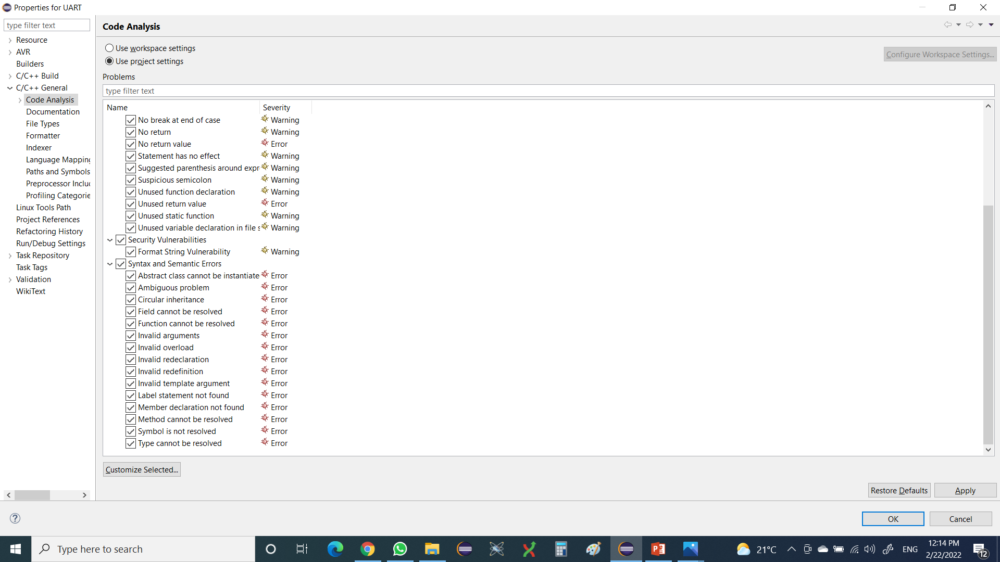 Properties for UART
type filter text
Resource
AVR
Builders
C/C++ Build
C/C++ General
Code Analysis
Documentation
File Types
Formatter
Indexer
Language Mapping
Paths and Symbols
Preprocessor Inclu
Profiling Categorie
Linux Tools Path
Project References
Refactoring History
Run/Debug Settings
Task Repository
Task Tags
Validation
WikiText
Code Analysis
Use workspace settings
Use project settings
Configure Workspace Settings...
Problems
type filter text
Name Severity
No break at end of case Warning
No return Warning
No return value Error
Statement has no effect Warning
Suggested parenthesis around expr Warning
Suspicious semicolon Warning
Unused function declaration Warning
Unused return value Error
Unused static function Warning
Unused variable declaration in file s Warning
Security Vulnerabilities
Format String Vulnerability Warning
Syntax and Semantic Errors
Abstract class cannot be instantiate Error
Ambiguous problem Error
Circular inheritance Error
Field cannot be resolved Error
Function cannot be resolved Error
Invalid arguments Error
Invalid overload Error
Invalid redeclaration Error
Invalid redefinition Error
Invalid template argument Error
Label statement not found Error
Member declaration not found Error
Method cannot be resolved Error
Symbol is not resolved Error
Type cannot be resolved Error
Customize Selected...
Restore Defaults Apply
OK Cancel
Type here to search
21°C
ENG
12:14 PM
2/22/2022
12